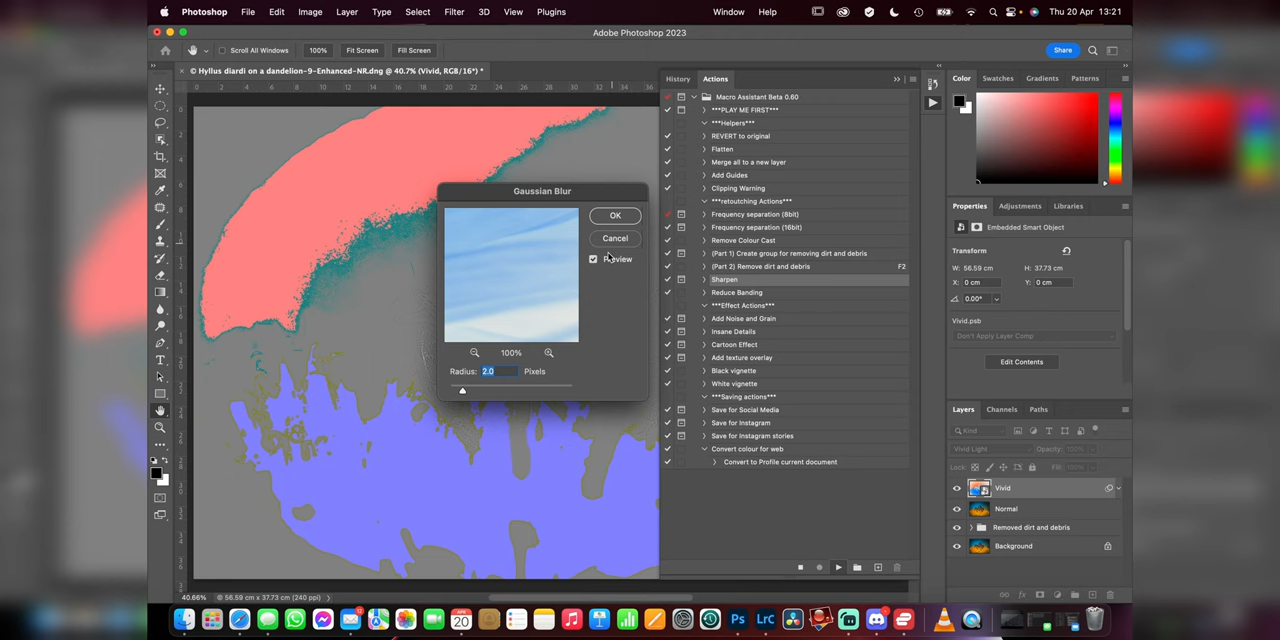 Photoshop File Edit Image Layer Type Select Filter 3D View Plugins Window Help Thu 20 Apr 13:21
Adobe Photoshop 2023
Scroll All Windows 100% Fit Screen Fill Screen Share
© Hyllus diardi on a dandelion-9-Enhanced-NR.dng @ 40.7% (Vivid, RGB/16*) *
History Actions
Macro Assistant Beta 0.60
***PLAY ME FIRST***
***Helpers***
REVERT to original
Flatten
Merge all to a new layer
Add Guides
Clipping Warning
***retoutching Actions***
Frequency separation (8bit)
Frequency separation (16bit)
Remove Colour Cast
(Part 1) Create group for removing dirt and debris
(Part 2) Remove dirt and debris F2
Sharpen
Reduce Banding
***Effect Actions***
Add Noise and Grain
Insane Details
Cartoon Effect
Add texture overlay
Black vignette
White vignette
***Saving actions***
Save for Social Media
Save for Instagram
Save for Instagram stories
Convert colour for web
Convert to Profile current document
Gaussian Blur
OK
Cancel
Preview
100%
Radius: 2.0 Pixels
Color Swatches Gradients Patterns
Properties Adjustments Libraries
Embedded Smart Object
Transform
W: 56.59 cm H: 37.73 cm
X: 0 cm Y: 0 cm
0.00°
Vivid.psb
Don't Apply Layer Comp
Edit Contents
Layers Channels Paths
Kind
Vivid Light Opacity: 100%
Lock: Fill: 100%
Vivid
Normal
Removed dirt and debris
Background
40.66% 56.59 cm x 37.73 cm (240 ppi)
APR
20
12
Ps
LrC